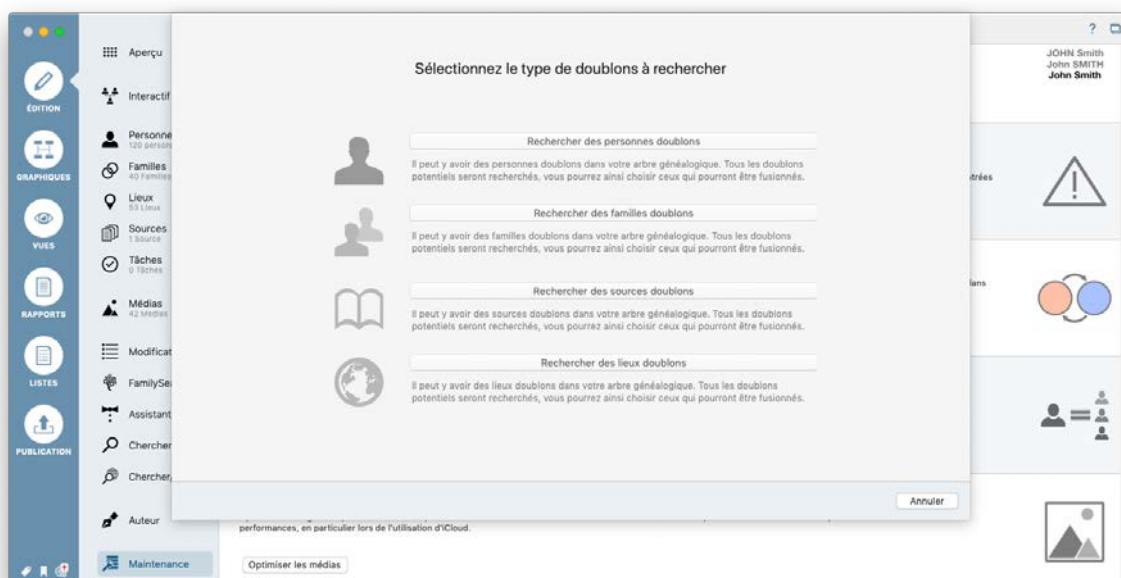 ?
ÉDITION
GRAPHIQUES
VUES
RAPPORTS
LISTES
PUBLICATION
Aperçu
Interactif
Personne
120 person
Familles
40 Familles
Lieux
53 Lieux
Sources
1 Source
Tâches
0 Tâches
Médias
42 Médias
Modificat
FamilySea
Assistant
Chercher
Chercher
Auteur
Maintenance
Sélectionnez le type de doublons à rechercher
Rechercher des personnes doublons
Il peut y avoir des personnes doublons dans votre arbre généalogique. Tous les doublons
potentiels seront recherchés, vous pourrez ainsi choisir ceux qui pourront être fusionnés.
Rechercher des familles doublons
Il peut y avoir des familles doublons dans votre arbre généalogique. Tous les doublons
potentiels seront recherchés, vous pourrez ainsi choisir ceux qui pourront être fusionnés.
Rechercher des sources doublons
Il peut y avoir des sources doublons dans votre arbre généalogique. Tous les doublons
potentiels seront recherchés, vous pourrez ainsi choisir ceux qui pourront être fusionnés.
Rechercher des lieux doublons
Il peut y avoir des lieux doublons dans votre arbre généalogique. Tous les doublons
potentiels seront recherchés, vous pourrez ainsi choisir ceux qui pourront être fusionnés.
Annuler
JOHN Smith
John SMITH
John Smith
trées
lans
performances, en particulier lors de l'utilisation d'iCloud.
Optimiser les médias